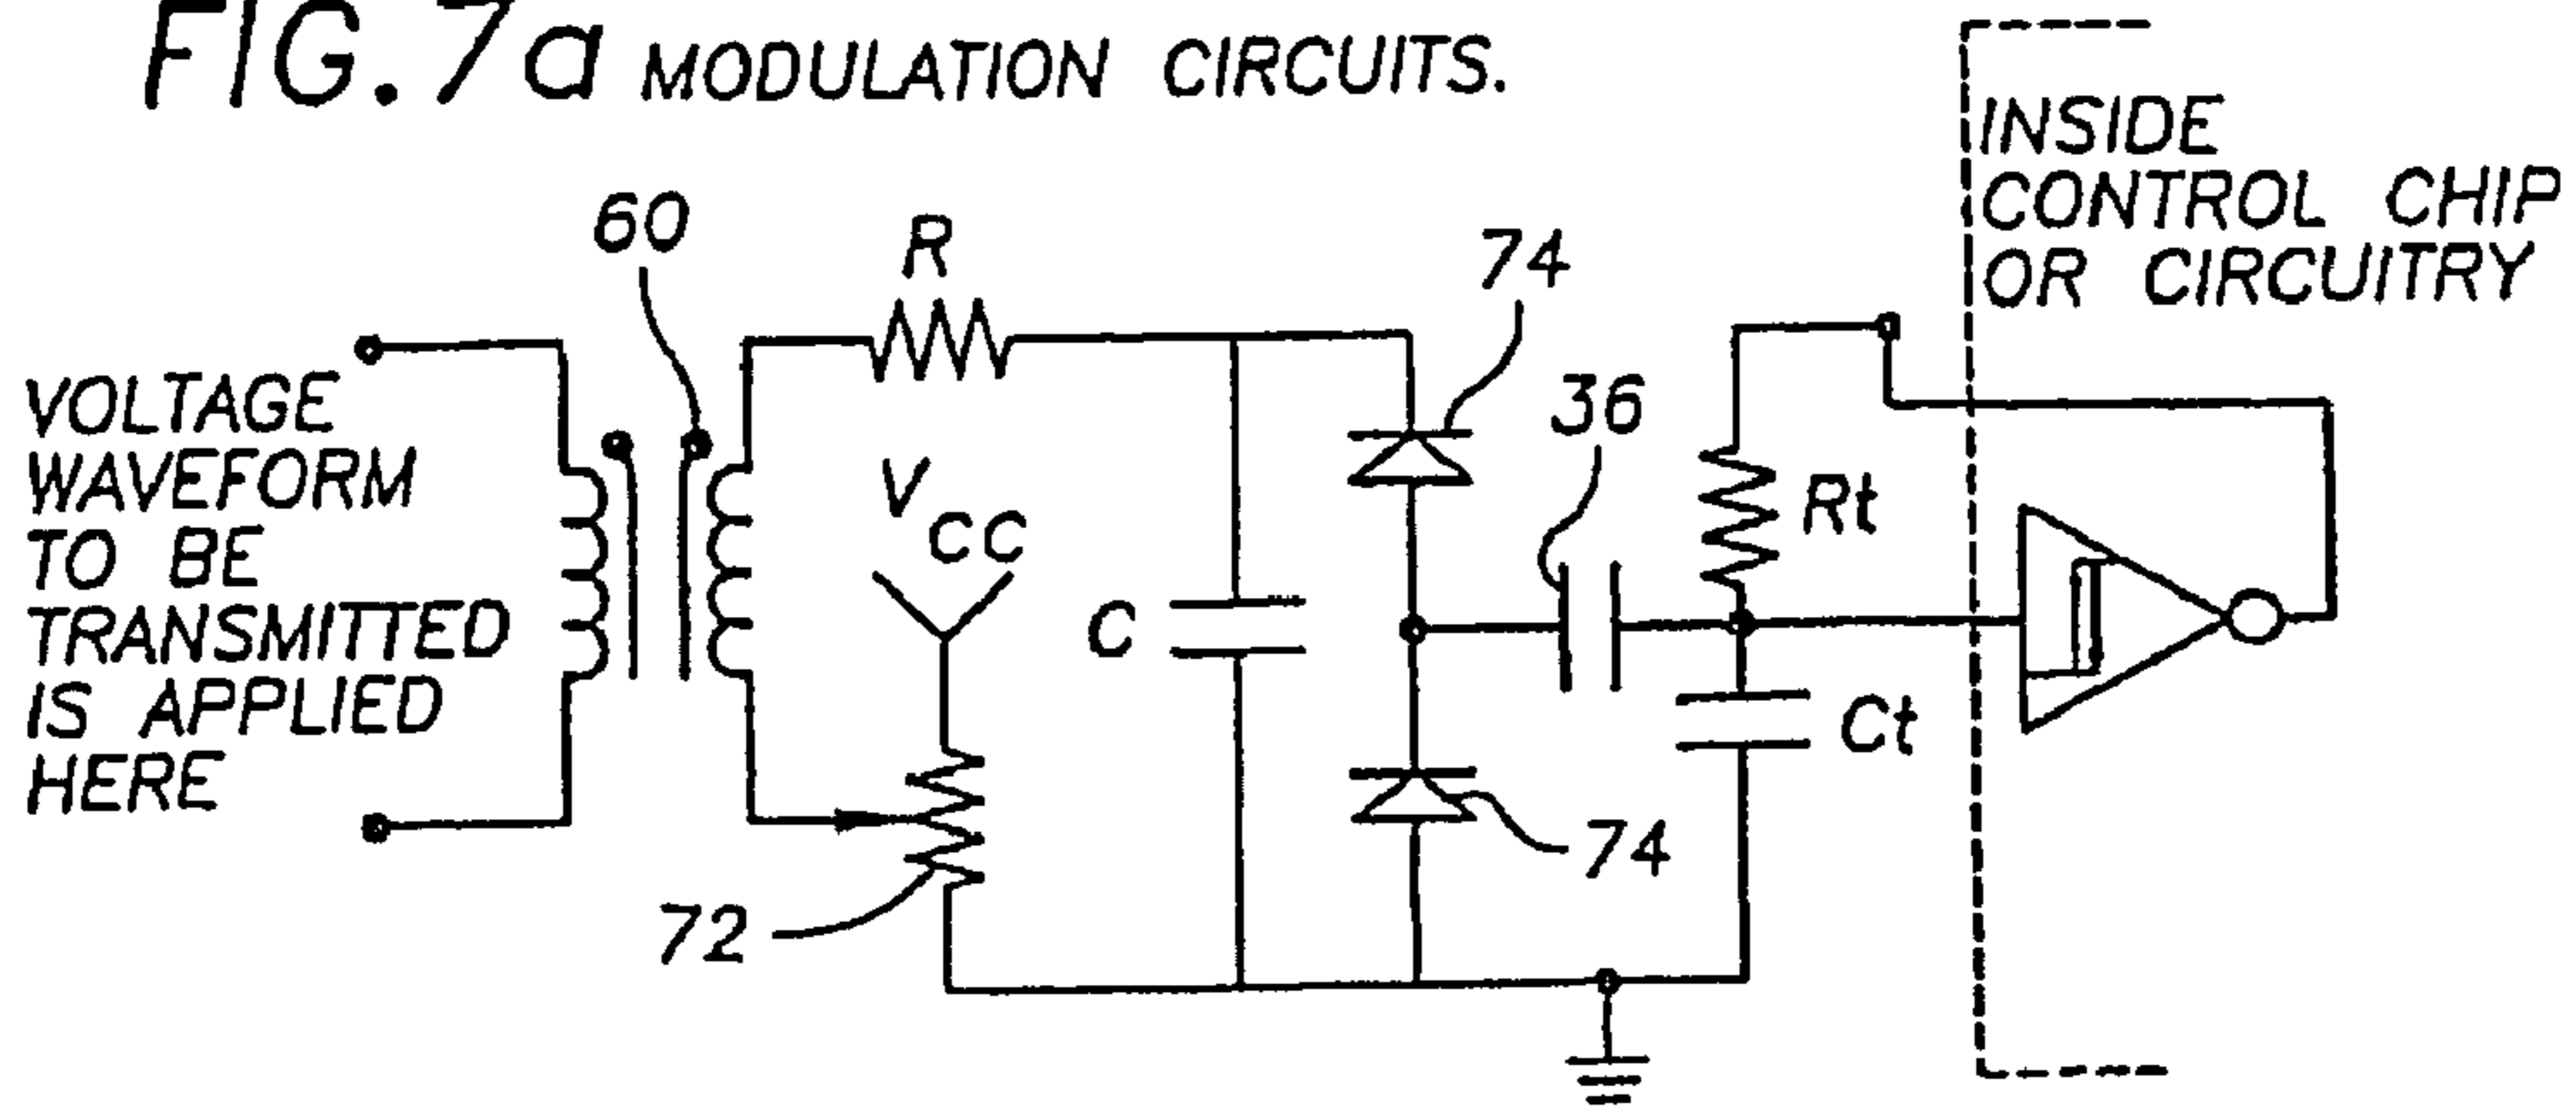 FIG. 7a MODULATION CIRCUITS.
INSIDE
CONTROL CHIP
OR CIRCUITRY
60
R
74
36
VOLTAGE
WAVEFORM
TO BE
TRANSMITTED
IS APPLIED
HERE
VCC
Rt
C
Ct
74
72